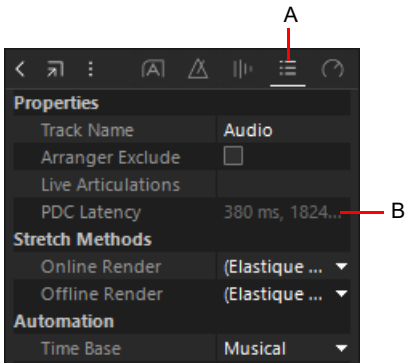 A
Properties
Track Name Audio
Arranger Exclude
Live Articulations
PDC Latency 380 ms, 1824... B
Stretch Methods
Online Render (Elastique ...
Offline Render (Elastique ...
Automation
Time Base Musical